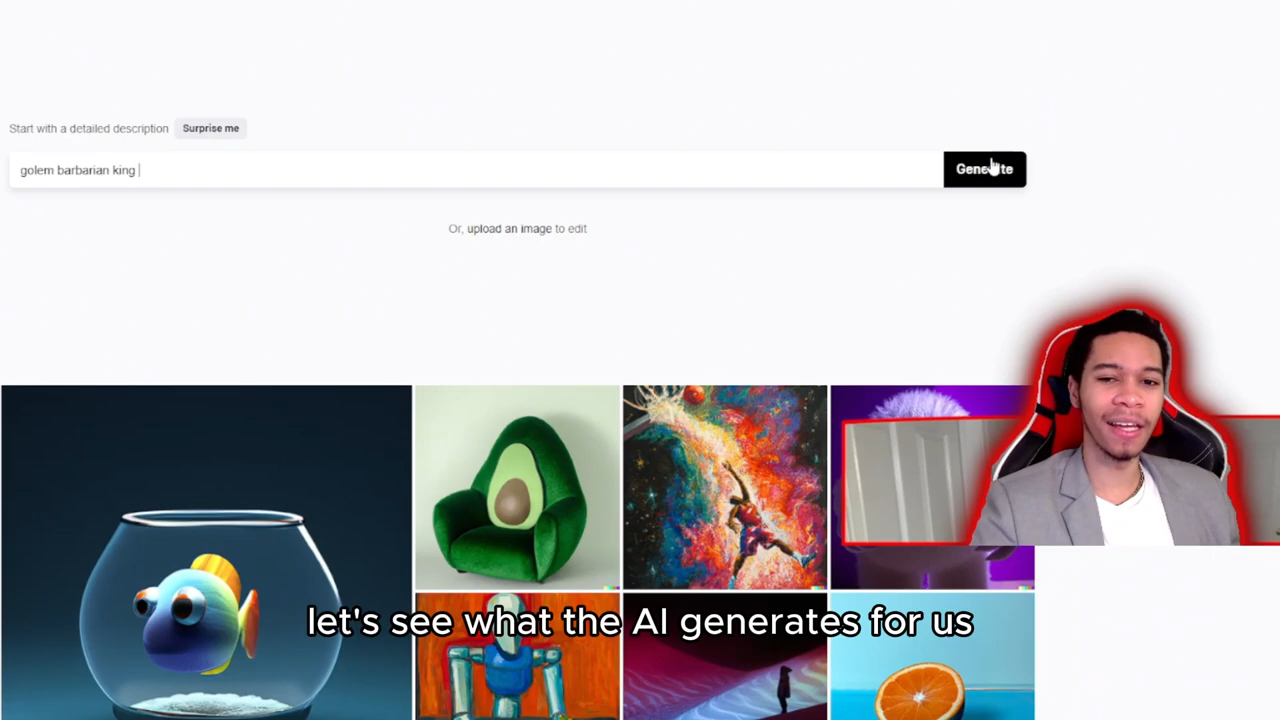 Start with a detailed description Surprise me
golem barbarian king
Generate
Or, upload an image to edit
let's see what the AI generates for us